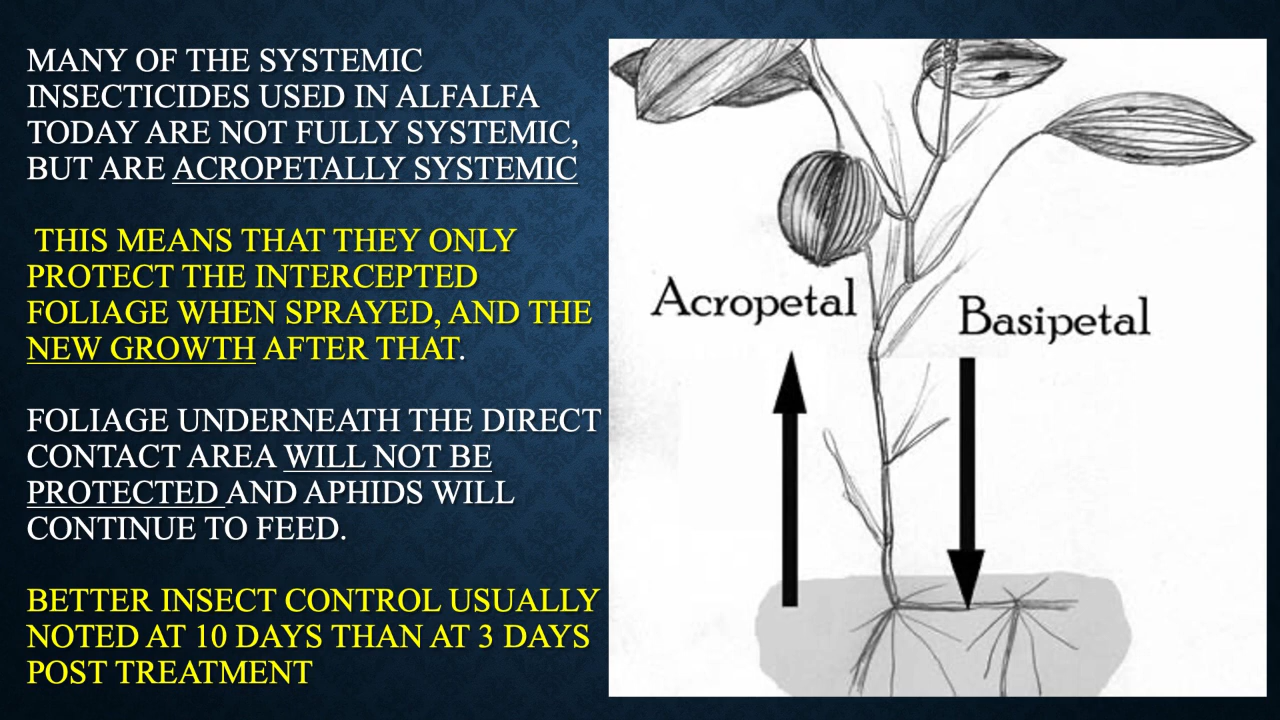 MANY OF THE SYSTEMIC
INSECTICIDES USED IN ALFALFA
TODAY ARE NOT FULLY SYSTEMIC,
BUT ARE ACROPETALLY SYSTEMIC
THIS MEANS THAT THEY ONLY
PROTECT THE INTERCEPTED
FOLIAGE WHEN SPRAYED, AND THE
NEW GROWTH AFTER THAT.
FOLIAGE UNDERNEATH THE DIRECT
CONTACT AREA WILL NOT BE
PROTECTED AND APHIDS WILL
CONTINUE TO FEED.
BETTER INSECT CONTROL USUALLY
NOTED AT 10 DAYS THAN AT 3 DAYS
POST TREATMENT
Acropetal
Basipetal